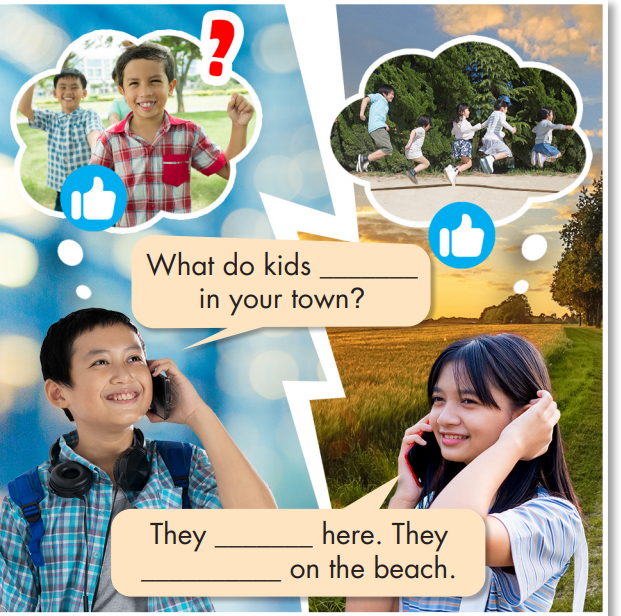 ?
What do kids _______
in your town?
They _______ here. They
__________ on the beach.